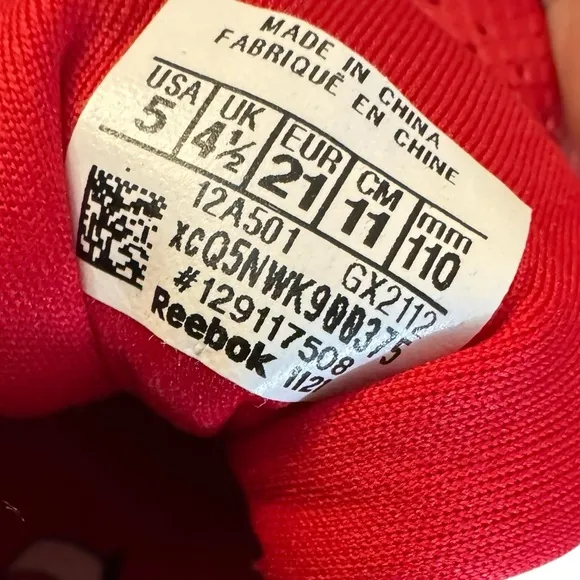 MADE IN CHINA
FABRIQUÉ EN CHINE
USA UK EUR CM mm
5 4½ 21 11 110
12A501 GX2112
xcQ5NWK900375
#129117508
Reebok